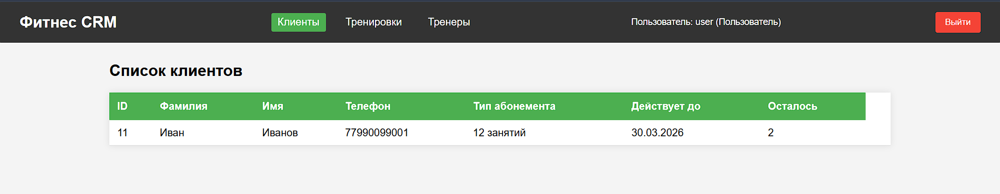 Фитнес CRM Клиенты Тренировки Тренеры Пользователь: user (Пользователь) Выйти
Список клиентов
ID Фамилия Имя Телефон Тип абонемента Действует до Осталось
11 Иван Иванов 77990099001 12 занятий 30.03.2026 2